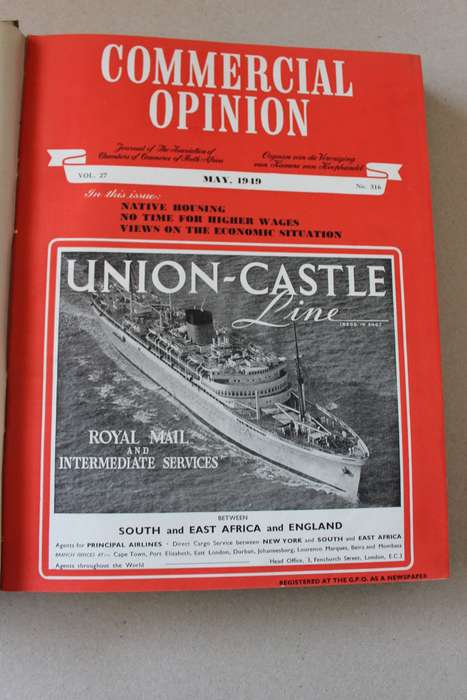 COMMERCIAL
OPINION
Journal of The Association of
Chambers of Commerce of South Africa
Orgaan van die Vereniging
van Kamers van Koophandel
VOL. 27
MAY, 1949
No. 316
In this issue:
NATIVE HOUSING
NO TIME FOR HIGHER WAGES
VIEWS ON THE ECONOMIC SITUATION
UNION-CASTLE
Line
ROYAL MAIL
AND
INTERMEDIATE SERVICES
BETWEEN
SOUTH and EAST AFRICA and ENGLAND
Agents for PRINCIPAL AIRLINES - Direct Cargo Service between NEW YORK and SOUTH and EAST AFRICA
BRANCH OFFICES AT:- Cape Town, Port Elizabeth, East London, Durban, Johannesburg, Lourenco Marques, Beira and Mombasa
Agents throughout the World
Head Office, 3, Fenchurch Street, London, E.C.3
REGISTERED AT THE G.P.O. AS A NEWSPAPER